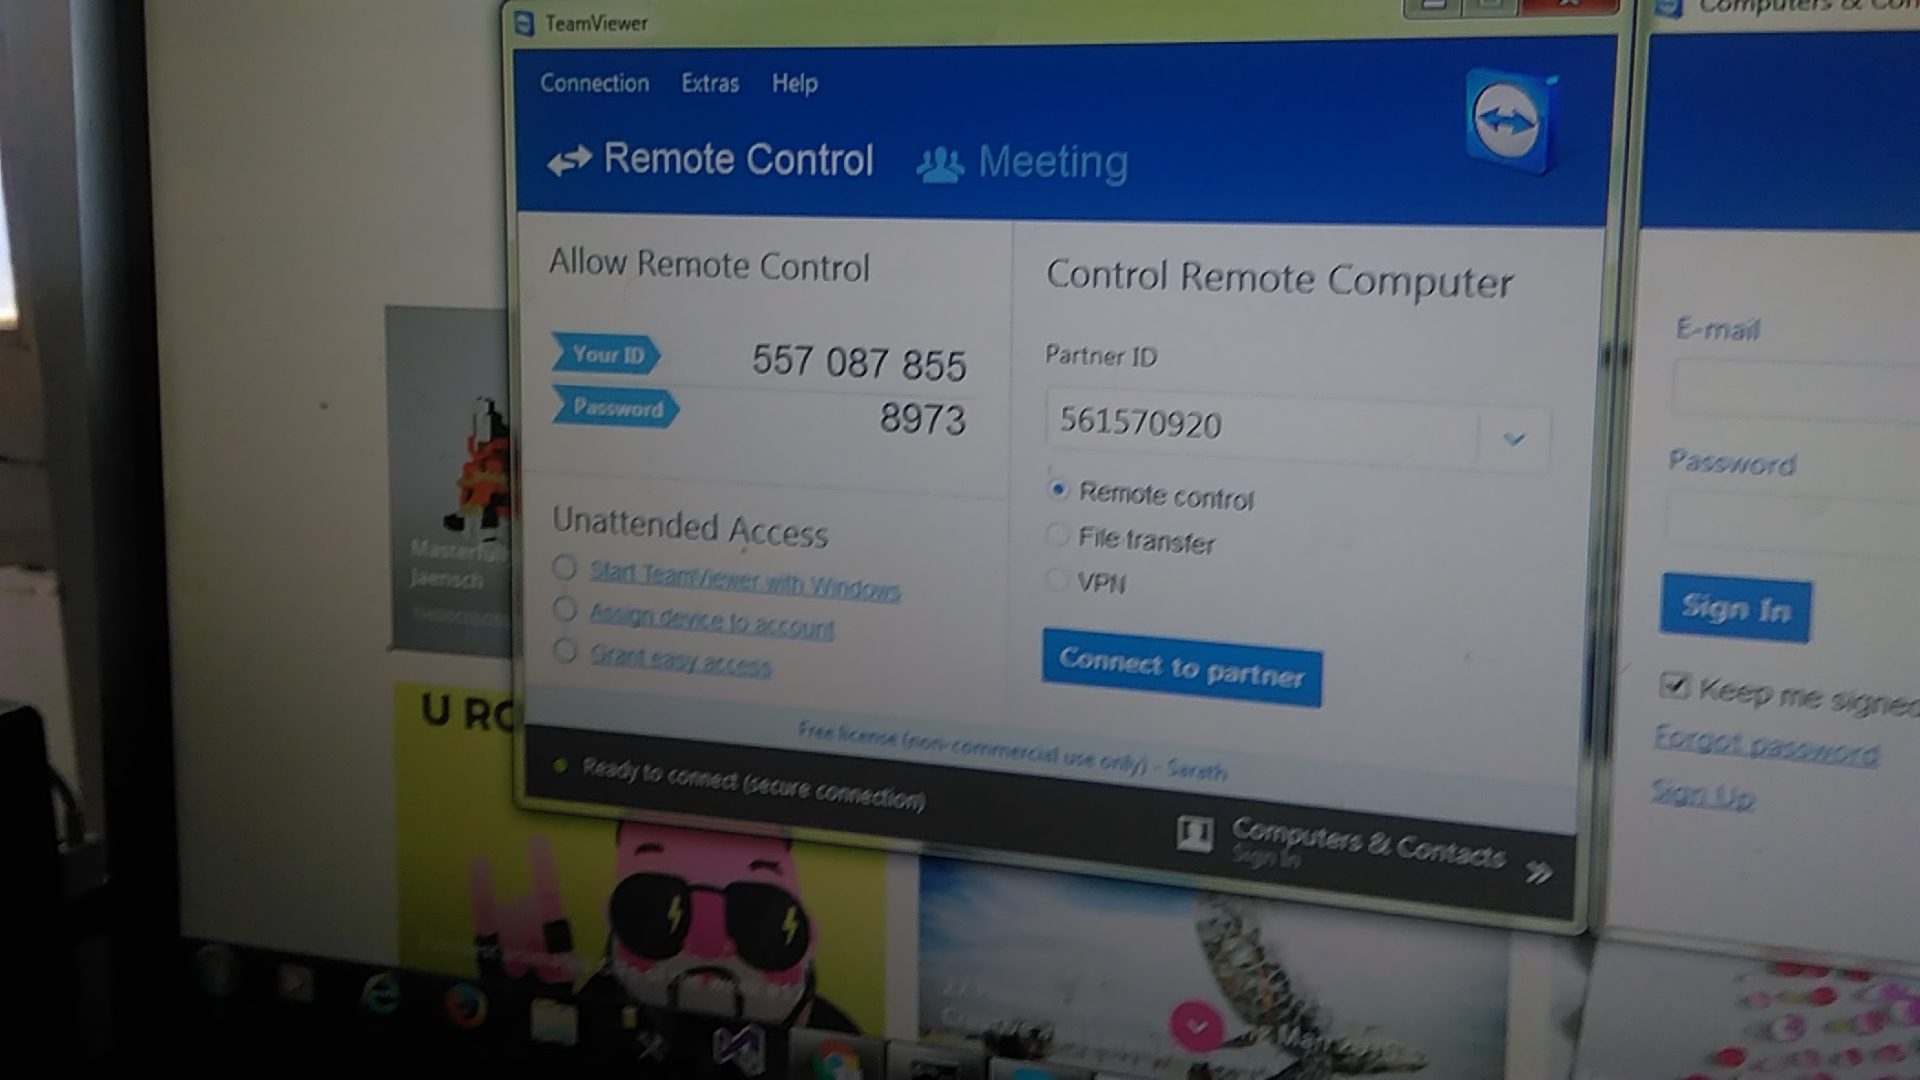 TeamViewer
Connection Extras Help
Remote Control Meeting
Allow Remote Control
Your ID 557 087 855
Password 8973
Unattended Access
Start TeamViewer with Windows
Assign device to account
Grant easy access
Control Remote Computer
Partner ID
561570920
Remote control
File transfer
VPN
Connect to partner
Free license (non-commercial use only) - Sarath
Ready to connect (secure connection)
Computers & Contacts
Sign In
Computers & Con
E-mail
Password
Sign In
Keep me signed
Forgot password
Sign Up
Masterful
Jaensch
U RO